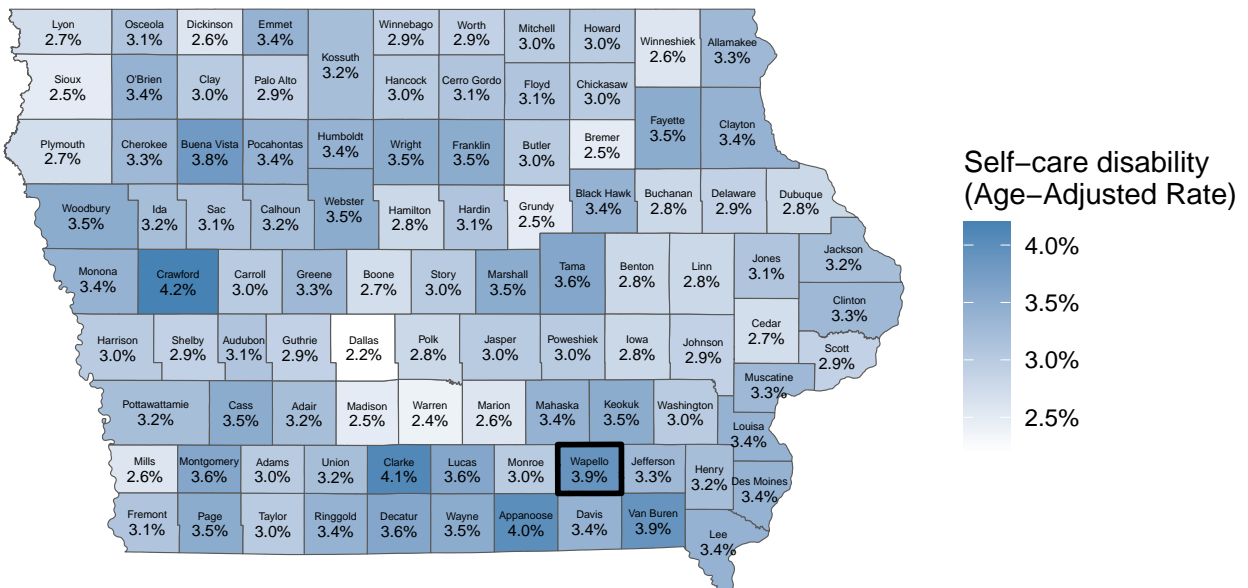 Lyon
2.7%
Osceola
3.1%
Dickinson
2.6%
Emmet
3.4%
Kossuth
3.2%
Winnebago
2.9%
Worth
2.9%
Mitchell
3.0%
Howard
3.0%
Winneshiek
2.6%
Allamakee
3.3%
Sioux
2.5%
O'Brien
3.4%
Clay
3.0%
Palo Alto
2.9%
Hancock
3.0%
Cerro Gordo
3.1%
Floyd
3.1%
Chickasaw
3.0%
Fayette
3.5%
Clayton
3.4%
Plymouth
2.7%
Cherokee
3.3%
Buena Vista
3.8%
Pocahontas
3.4%
Humboldt
3.4%
Wright
3.5%
Franklin
3.5%
Butler
3.0%
Bremer
2.5%
Woodbury
3.5%
Ida
3.2%
Sac
3.1%
Calhoun
3.2%
Webster
3.5%
Hamilton
2.8%
Hardin
3.1%
Grundy
2.5%
Black Hawk
3.4%
Buchanan
2.8%
Delaware
2.9%
Dubuque
2.8%
Monona
3.4%
Crawford
4.2%
Carroll
3.0%
Greene
3.3%
Boone
2.7%
Story
3.0%
Marshall
3.5%
Tama
3.6%
Benton
2.8%
Linn
2.8%
Jones
3.1%
Jackson
3.2%
Clinton
3.3%
Harrison
3.0%
Shelby
2.9%
Audubon
3.1%
Guthrie
2.9%
Dallas
2.2%
Polk
2.8%
Jasper
3.0%
Poweshiek
3.0%
Iowa
2.8%
Johnson
2.9%
Cedar
2.7%
Scott
2.9%
Muscatine
3.3%
Pottawattamie
3.2%
Cass
3.5%
Adair
3.2%
Madison
2.5%
Warren
2.4%
Marion
2.6%
Mahaska
3.4%
Keokuk
3.5%
Washington
3.0%
Louisa
3.4%
Mills
2.6%
Montgomery
3.6%
Adams
3.0%
Union
3.2%
Clarke
4.1%
Lucas
3.6%
Monroe
3.0%
Wapello
3.9%
Jefferson
3.3%
Henry
3.2%
Des Moines
3.4%
Fremont
3.1%
Page
3.5%
Taylor
3.0%
Ringgold
3.4%
Decatur
3.6%
Wayne
3.5%
Appanoose
4.0%
Davis
3.4%
Van Buren
3.9%
Lee
3.4%
Self−care disability
(Age−Adjusted Rate)
4.0%
3.5%
3.0%
2.5%